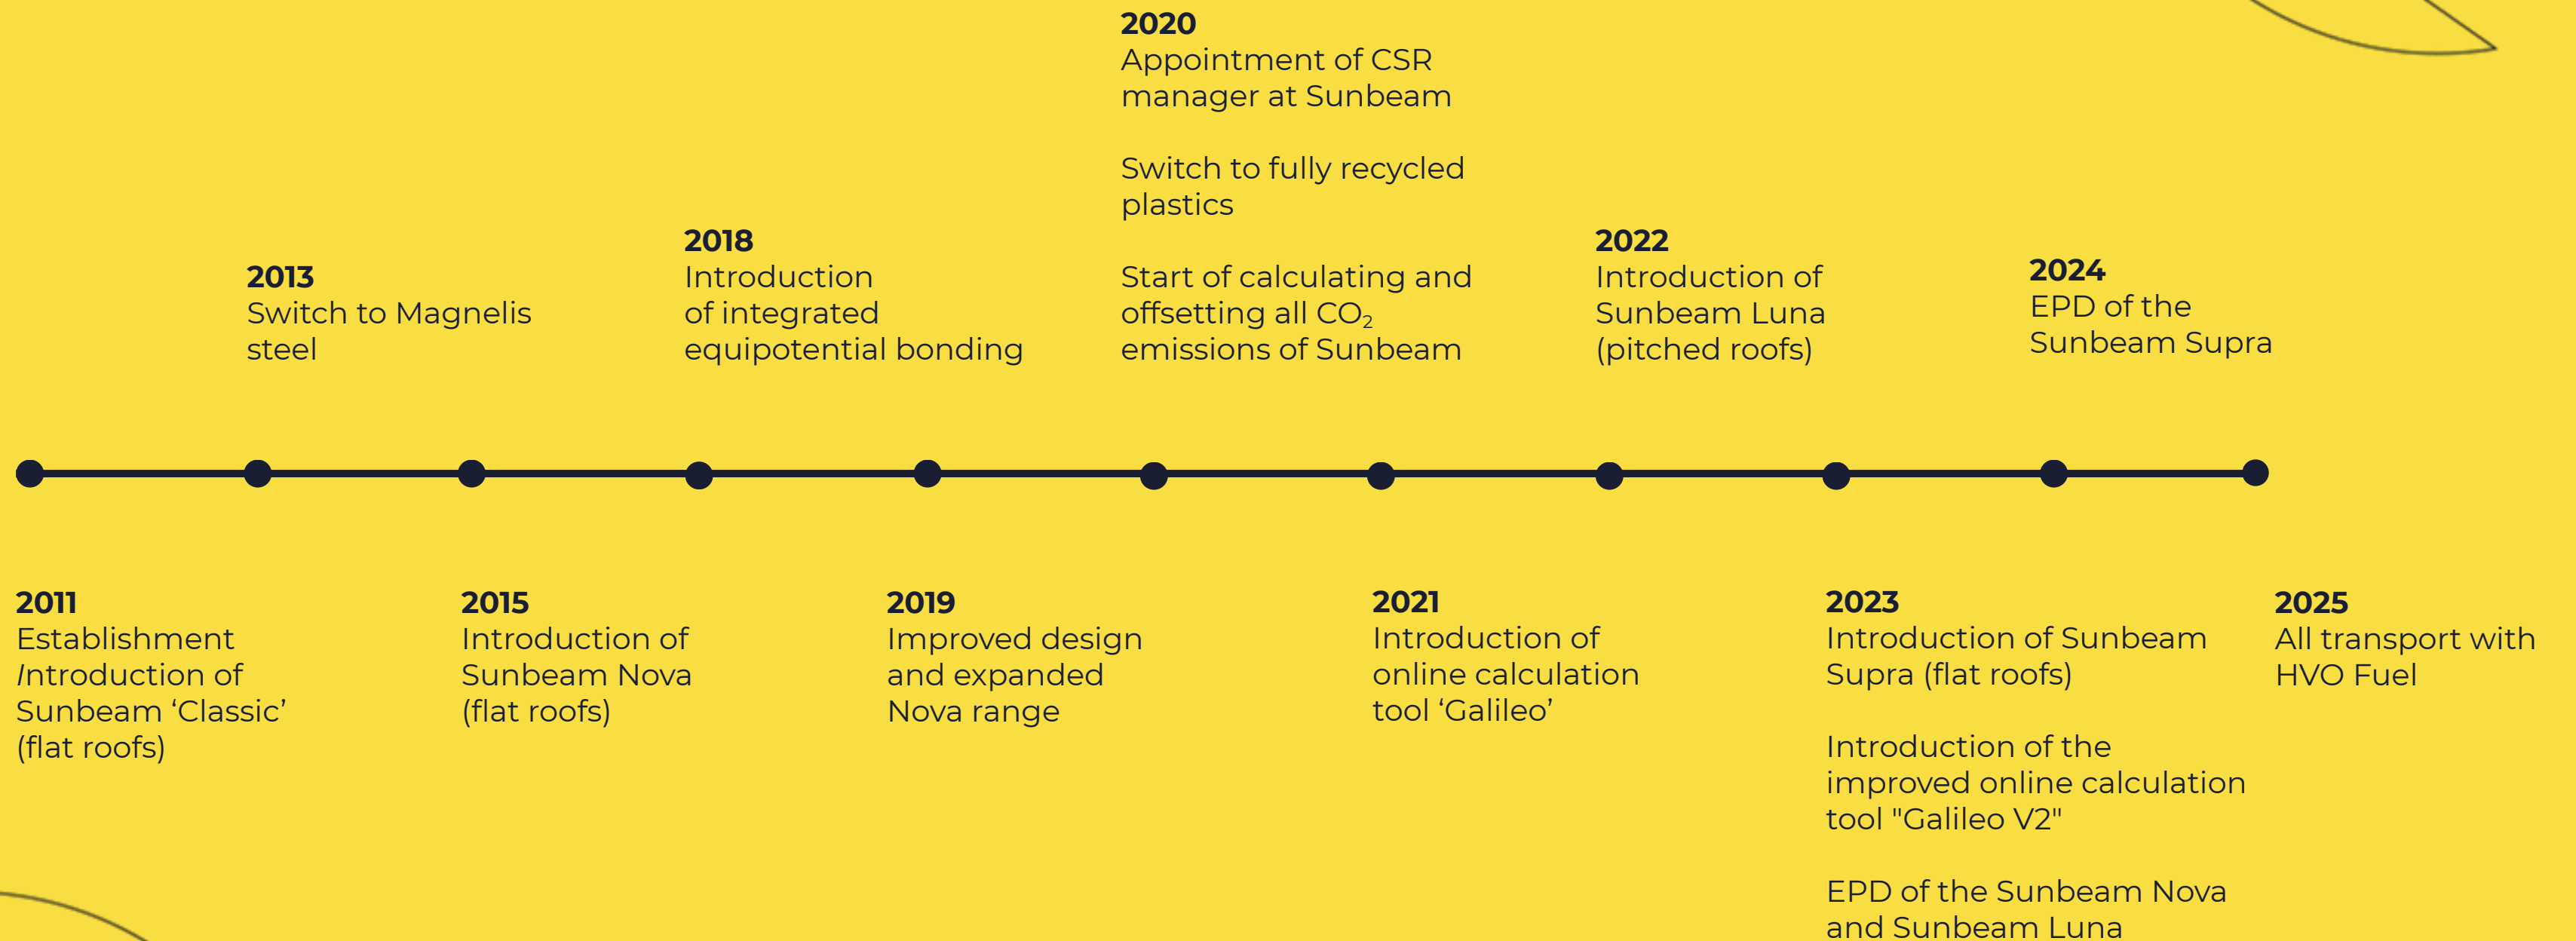 2011
Establishment
Introduction of
Sunbeam ‘Classic’
(flat roofs)
2013
Switch to Magnelis
steel
2015
Introduction of
Sunbeam Nova
(flat roofs)
2018
Introduction
of integrated
equipotential bonding
2019
Improved design
and expanded
Nova range
2020
Appointment of CSR
manager at Sunbeam
Switch to fully recycled
plastics
Start of calculating and
offsetting all CO₂
emissions of Sunbeam
2021
Introduction of
online calculation
tool ‘Galileo’
2022
Introduction of
Sunbeam Luna
(pitched roofs)
2023
Introduction of Sunbeam
Supra (flat roofs)
Introduction of the
improved online calculation
tool "Galileo V2"
EPD of the Sunbeam Nova
and Sunbeam Luna
2024
EPD of the
Sunbeam Supra
2025
All transport with
HVO Fuel